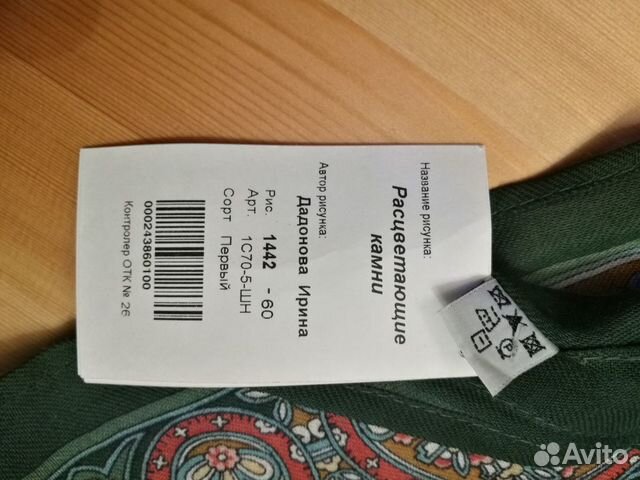 Название рисунка:
Расцветающие
камни
Автор рисунка:
Дадонова Ирина
Рис. 1442 - 60
Арт. 1С70-5-ШН
Сорт Первый
000243860100
Контролер ОТК № 26
P
Avito